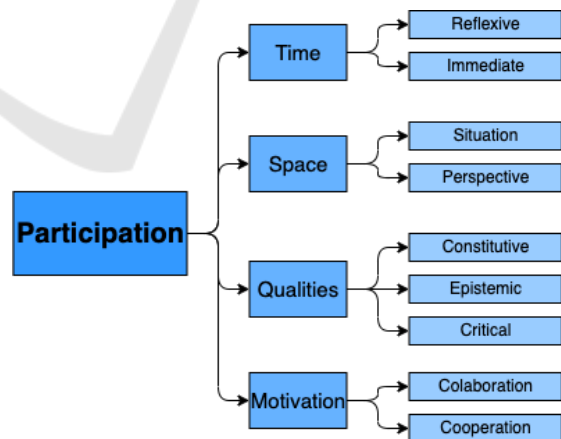 Participation
Time
Reflexive
Immediate
Space
Situation
Perspective
Qualities
Constitutive
Epistemic
Critical
Motivation
Colaboration
Cooperation